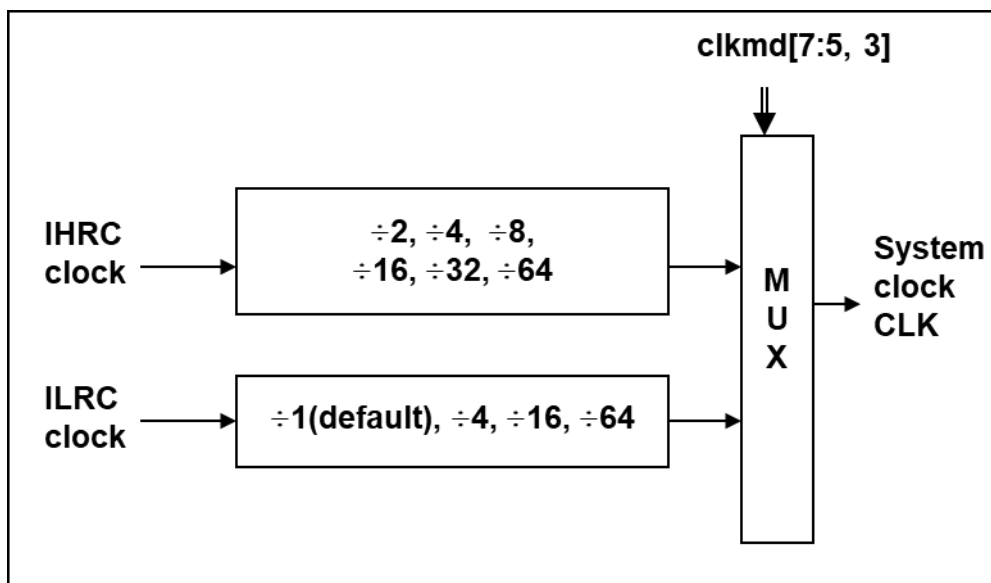 clkmd[7:5, 3]
IHRC
clock
÷2, ÷4, ÷8,
÷16, ÷32, ÷64
ILRC
clock
÷1(default), ÷4, ÷16, ÷64
M
U
X
System
clock
CLK